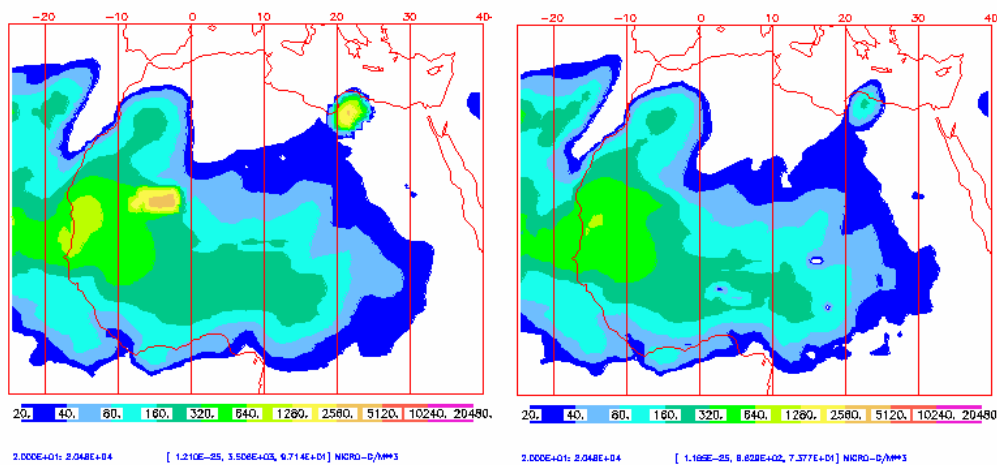 −20 −10 0 10 20 30 40
−20 −10 0 10 20 30 40
20. 40. 80. 160. 320. 640. 1280. 2560. 5120. 10240. 20480.
20. 40. 80. 160. 320. 640. 1280. 2560. 5120. 10240. 20480.
2.000E+01: 2.048E+04 [ 1.210E−25, 3.506E+03, 9.714E+01] MICRO−G/M**3
2.000E+01: 2.048E+04 [ 1.185E−25, 8.629E+02, 7.377E+01] MICRO−G/M**3